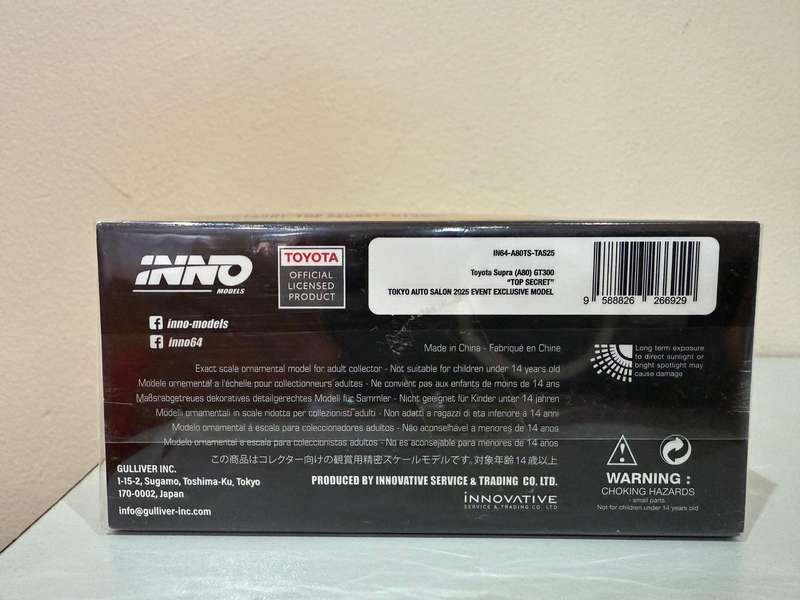 INNO
MODELS
TOYOTA
OFFICIAL
LICENSED
PRODUCT
IN64-A80TS-TAS25
Toyota Supra (A80) GT300
"TOP SECRET"
TOKYO AUTO SALON 2025 EVENT EXCLUSIVE MODEL
9 588826 266929
inno-models
inno64
Made in China - Fabriqué en Chine
Long term exposure
to direct sunlight or
bright spotlight may
cause damage
Exact scale ornamental model for adult collector - Not suitable for children under 14 years old
Modele ornemental a l'échelle pour collectionneurs adultes - Ne convient pas aux enfants de moins de 14 ans
Maßsrabgetreues dekoratives detailgerechtes Modell für Sammler - Nicht geeignet für Kinder unter 14 jahren
Modelli ornamentali in scale ridotta per collezionisti adulti - Non adatti a ragazzi di eta inferiore à 14 anni
Modelo ornamental á escala para coleccionadores adultos - Não aconselhável a menores de 14 anos
Modelo ornamental a escala para coleccionistas adultos - No es aconsejable para menores de 14 anos
この商品はコレクター向けの観賞用精密スケールモデルです。対象年齢14歳以上
GULLIVER INC.
1-15-2, Sugamo, Toshima-Ku, Tokyo
170-0002, Japan
info@gulliver-inc.com
PRODUCED BY INNOVATIVE SERVICE & TRADING CO, LTD.
INNOVATIVE
SERVICE & TRADING CO LTD
WARNING :
CHOKING HAZARDS
- small parts.
Not for children under 14 years